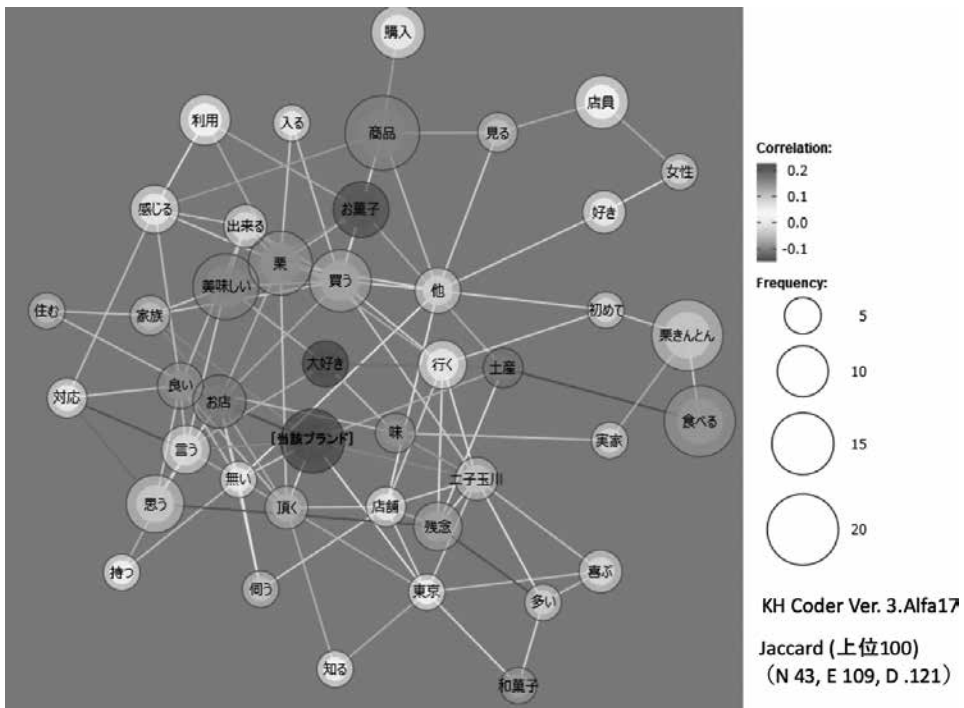 購入
店員
利用
入る
商品
見る
女性
感じる
お菓子
好き
出来る
栗
美味しい
買う
他
住む
家族
初めて
栗きんとん
大好き
行く
土産
対応
良い
お店
食べる
[当該ブランド]
味
実家
言う
無い
二子玉川
思う
頂く
店舗
残念
持つ
伺う
東京
喜ぶ
多い
知る
和菓子
Correlation:
0.2
0.1
0.0
-0.1
Frequency:
5
10
15
20
KH Coder Ver. 3.Alfa17
Jaccard (上位100)
（N 43, E 109, D .121）